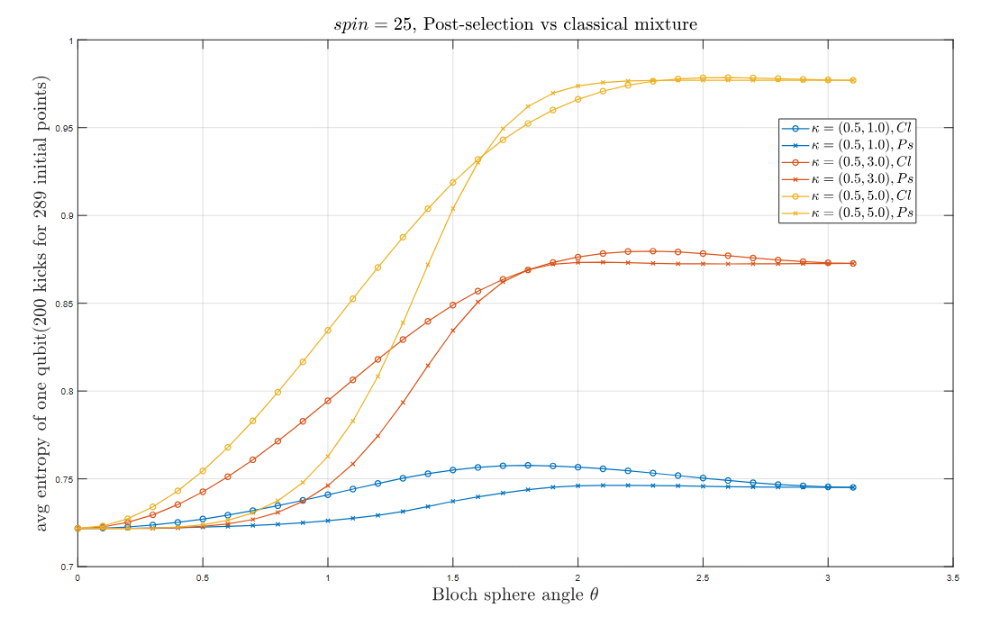 spin = 25, Post-selection vs classical mixture
avg entropy of one qubit(200 kicks for 289 initial points)
1
0.95
0.9
0.85
0.8
0.75
0.7
κ = (0.5, 1.0), Cl
κ = (0.5, 1.0), Ps
κ = (0.5, 3.0), Cl
κ = (0.5, 3.0), Ps
κ = (0.5, 5.0), Cl
κ = (0.5, 5.0), Ps
0 0.5 1 1.5 2 2.5 3 3.5
Bloch sphere angle θ